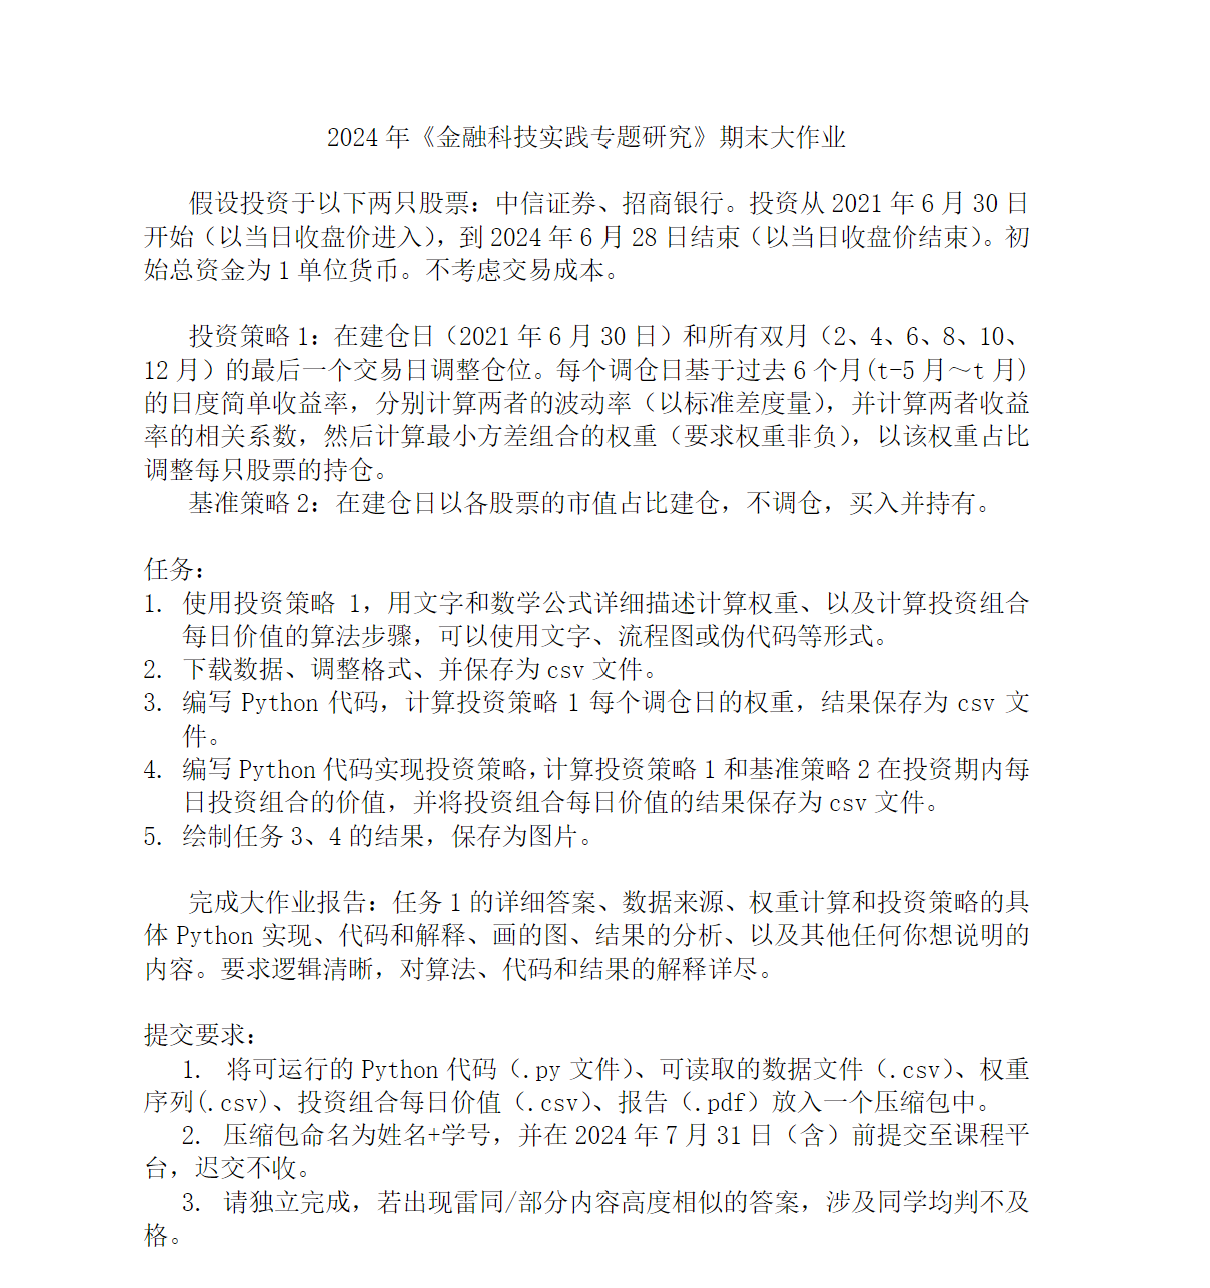 2024 年《金融科技实践专题研究》期末大作业
假设投资于以下两只股票：中信证券、招商银行。投资从 2021 年 6 月 30 日
开始（以当日收盘价进入），到 2024 年 6 月 28 日结束（以当日收盘价结束）。初
始总资金为 1 单位货币。不考虑交易成本。
投资策略 1：在建仓日（2021 年 6 月 30 日）和所有双月（2、4、6、8、10、
12 月）的最后一个交易日调整仓位。每个调仓日基于过去 6 个月(t-5 月～t 月)
的日度简单收益率，分别计算两者的波动率（以标准差度量），并计算两者收益
率的相关系数，然后计算最小方差组合的权重（要求权重非负），以该权重占比
调整每只股票的持仓。
基准策略 2：在建仓日以各股票的市值占比建仓，不调仓，买入并持有。
任务：
1. 使用投资策略 1，用文字和数学公式详细描述计算权重、以及计算投资组合
每日价值的算法步骤，可以使用文字、流程图或伪代码等形式。
2. 下载数据、调整格式、并保存为 csv 文件。
3. 编写 Python 代码，计算投资策略 1 每个调仓日的权重，结果保存为 csv 文
件。
4. 编写 Python 代码实现投资策略，计算投资策略 1 和基准策略 2 在投资期内每
日投资组合的价值，并将投资组合每日价值的结果保存为 csv 文件。
5. 绘制任务 3、4 的结果，保存为图片。
完成大作业报告：任务 1 的详细答案、数据来源、权重计算和投资策略的具
体 Python 实现、代码和解释、画的图、结果的分析、以及其他任何你想说明的
内容。要求逻辑清晰，对算法、代码和结果的解释详尽。
提交要求：
1. 将可运行的 Python 代码（.py 文件）、可读取的数据文件（.csv）、权重
序列(.csv)、投资组合每日价值（.csv）、报告（.pdf）放入一个压缩包中。
2. 压缩包命名为姓名+学号，并在 2024 年 7 月 31 日（含）前提交至课程平
台，迟交不收。
3. 请独立完成，若出现雷同/部分内容高度相似的答案，涉及同学均判不及
格。